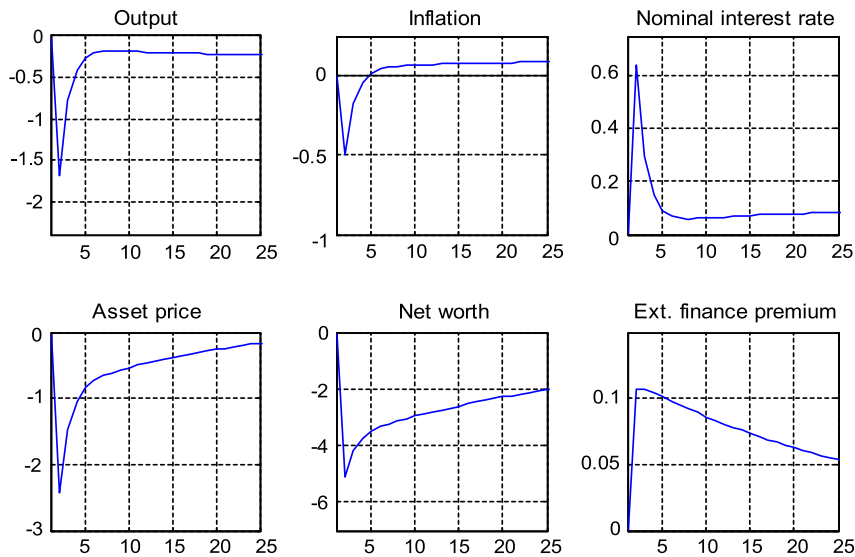 Output
0
-0.5
-1
-1.5
-2
5 10 15 20 25
Inflation
0
-0.5
-1
5 10 15 20 25
Nominal interest rate
0.6
0.4
0.2
0
5 10 15 20 25
Asset price
0
-1
-2
-3
5 10 15 20 25
Net worth
0
-2
-4
-6
5 10 15 20 25
Ext. finance premium
0.1
0.05
0
5 10 15 20 25